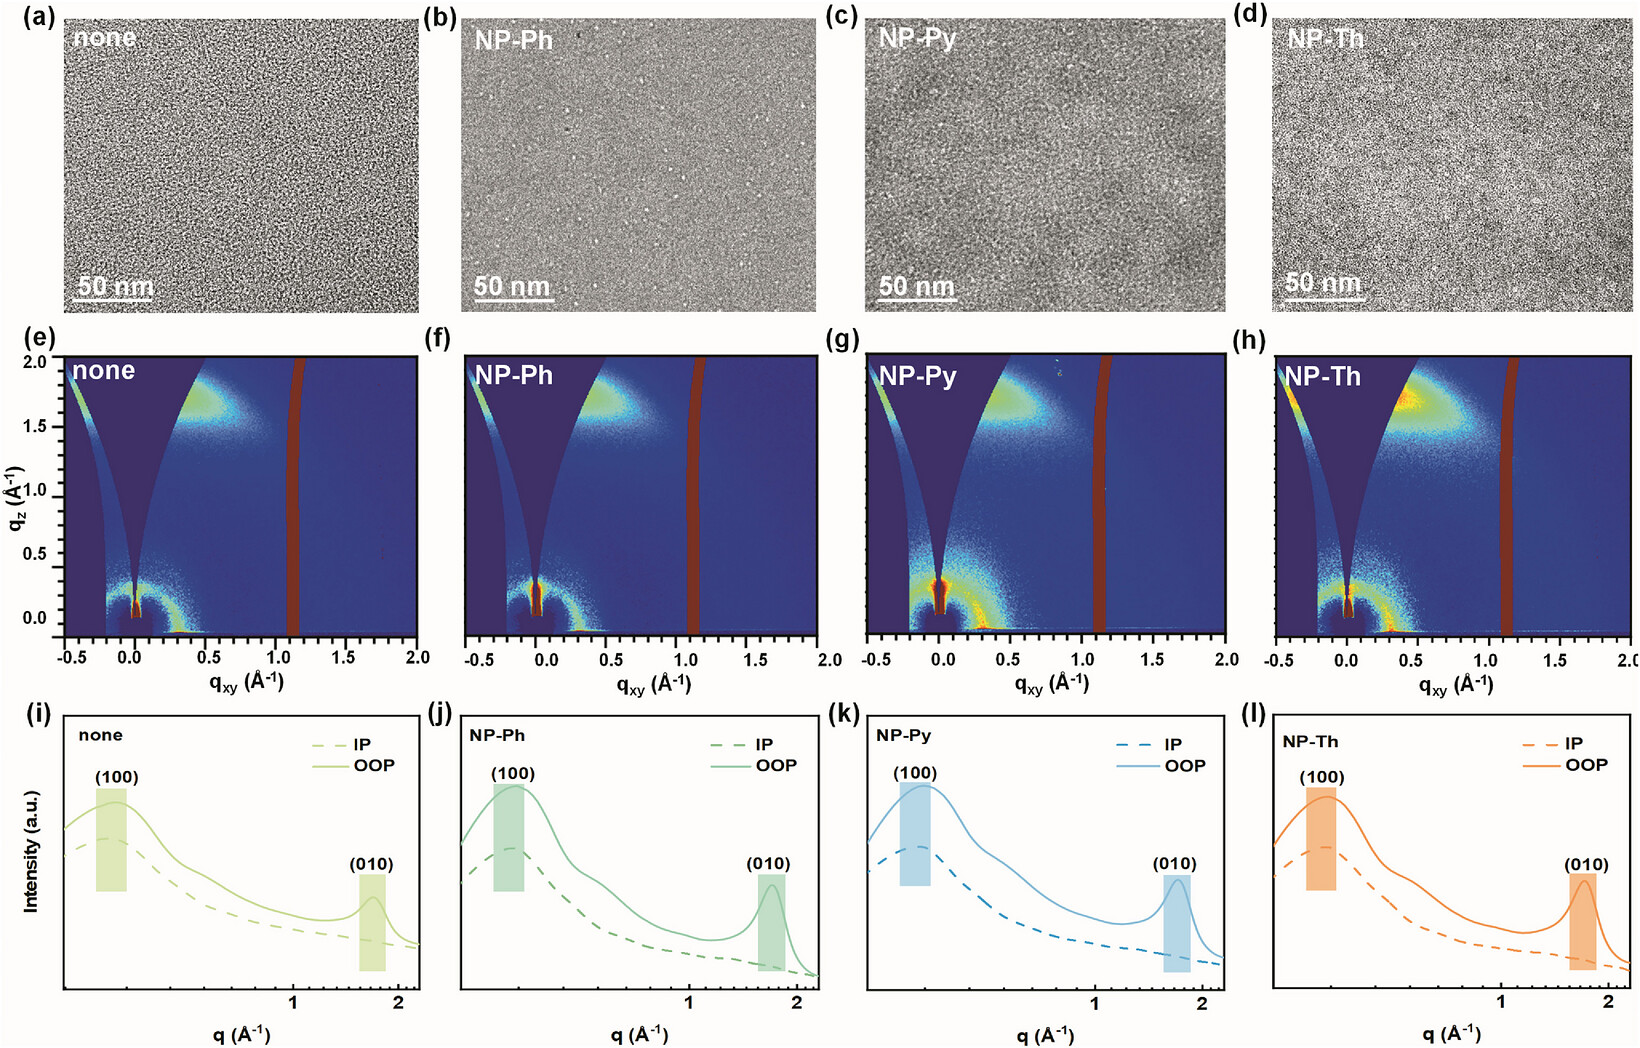 (a) (b) (c) (d)
none NP-Ph NP-Py NP-Th
50 nm 50 nm 50 nm 50 nm
(e) (f) (g) (h)
none NP-Ph NP-Py NP-Th
2.0
1.5
1.0
0.5
0.0
qz (Å-1)
-0.5 0.0 0.5 1.0 1.5 2.0
qxy (Å-1)
-0.5 0.0 0.5 1.0 1.5 2.0
qxy (Å-1)
-0.5 0.0 0.5 1.0 1.5 2.0
qxy (Å-1)
-0.5 0.0 0.5 1.0 1.5 2.0
qxy (Å-1)
(i)
none
IP
OOP
(100)
(010)
Intensity (a.u.)
1 2
q (Å-1)
(j)
NP-Ph
IP
OOP
(100)
(010)
1 2
q (Å-1)
(k)
NP-Py
IP
OOP
(100)
(010)
1 2
q (Å-1)
(l)
NP-Th
IP
OOP
(100)
(010)
1 2
q (Å-1)